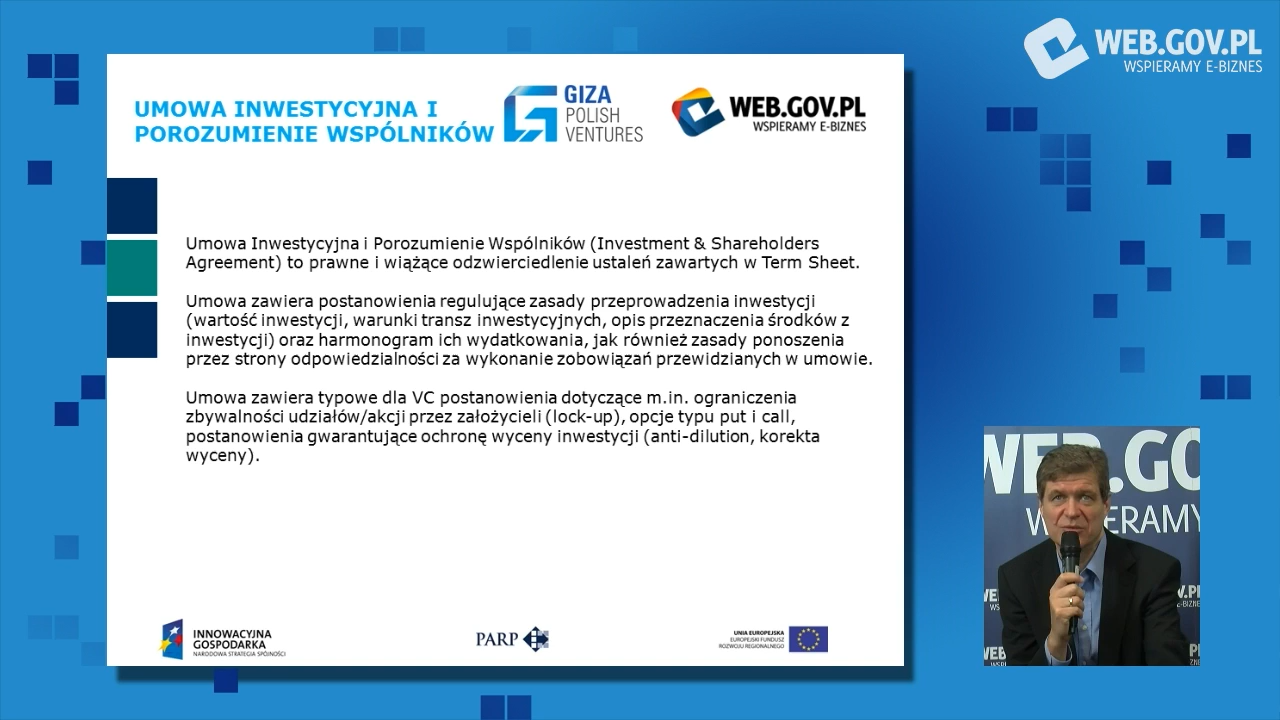 WEB.GOV.PL
WSPIERAMY E-BIZNES
UMOWA INWESTYCYJNA I
POROZUMIENIE WSPÓLNIKÓW
GIZA
POLISH
VENTURES
WEB.GOV.PL
WSPIERAMY E-BIZNES
Umowa Inwestycyjna i Porozumienie Wspólników (Investment & Shareholders
Agreement) to prawne i wiążące odzwierciedlenie ustaleń zawartych w Term Sheet.
Umowa zawiera postanowienia regulujące zasady przeprowadzenia inwestycji
(wartość inwestycji, warunki transz inwestycyjnych, opis przeznaczenia środków z
inwestycji) oraz harmonogram ich wydatkowania, jak również zasady ponoszenia
przez strony odpowiedzialności za wykonanie zobowiązań przewidzianych w umowie.
Umowa zawiera typowe dla VC postanowienia dotyczące m.in. ograniczenia
zbywalności udziałów/akcji przez założycieli (lock-up), opcje typu put i call,
postanowienia gwarantujące ochronę wyceny inwestycji (anti-dilution, korekta
wyceny).
INNOWACYJNA
GOSPODARKA
NARODOWA STRATEGIA SPÓJNOŚCI
PARP
UNIA EUROPEJSKA
EUROPEJSKI FUNDUSZ
ROZWOJU REGIONALNEGO